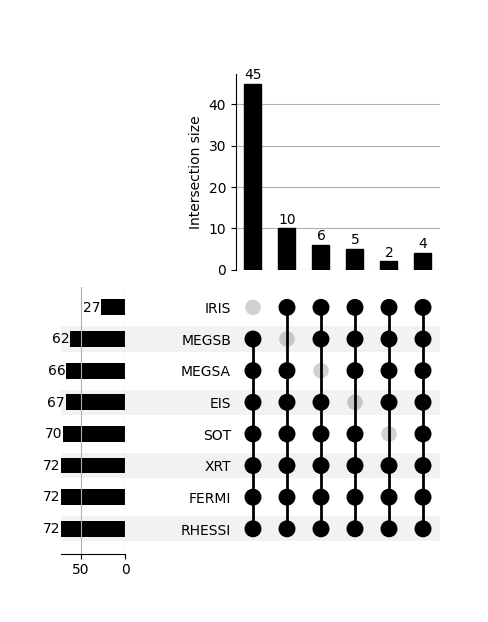 45
40
30
20
10
0
Intersection size
10
6
5
2
4
27 IRIS
62 MEGSB
66 MEGSA
67 EIS
70 SOT
72 XRT
72 FERMI
72 RHESSI
50 0